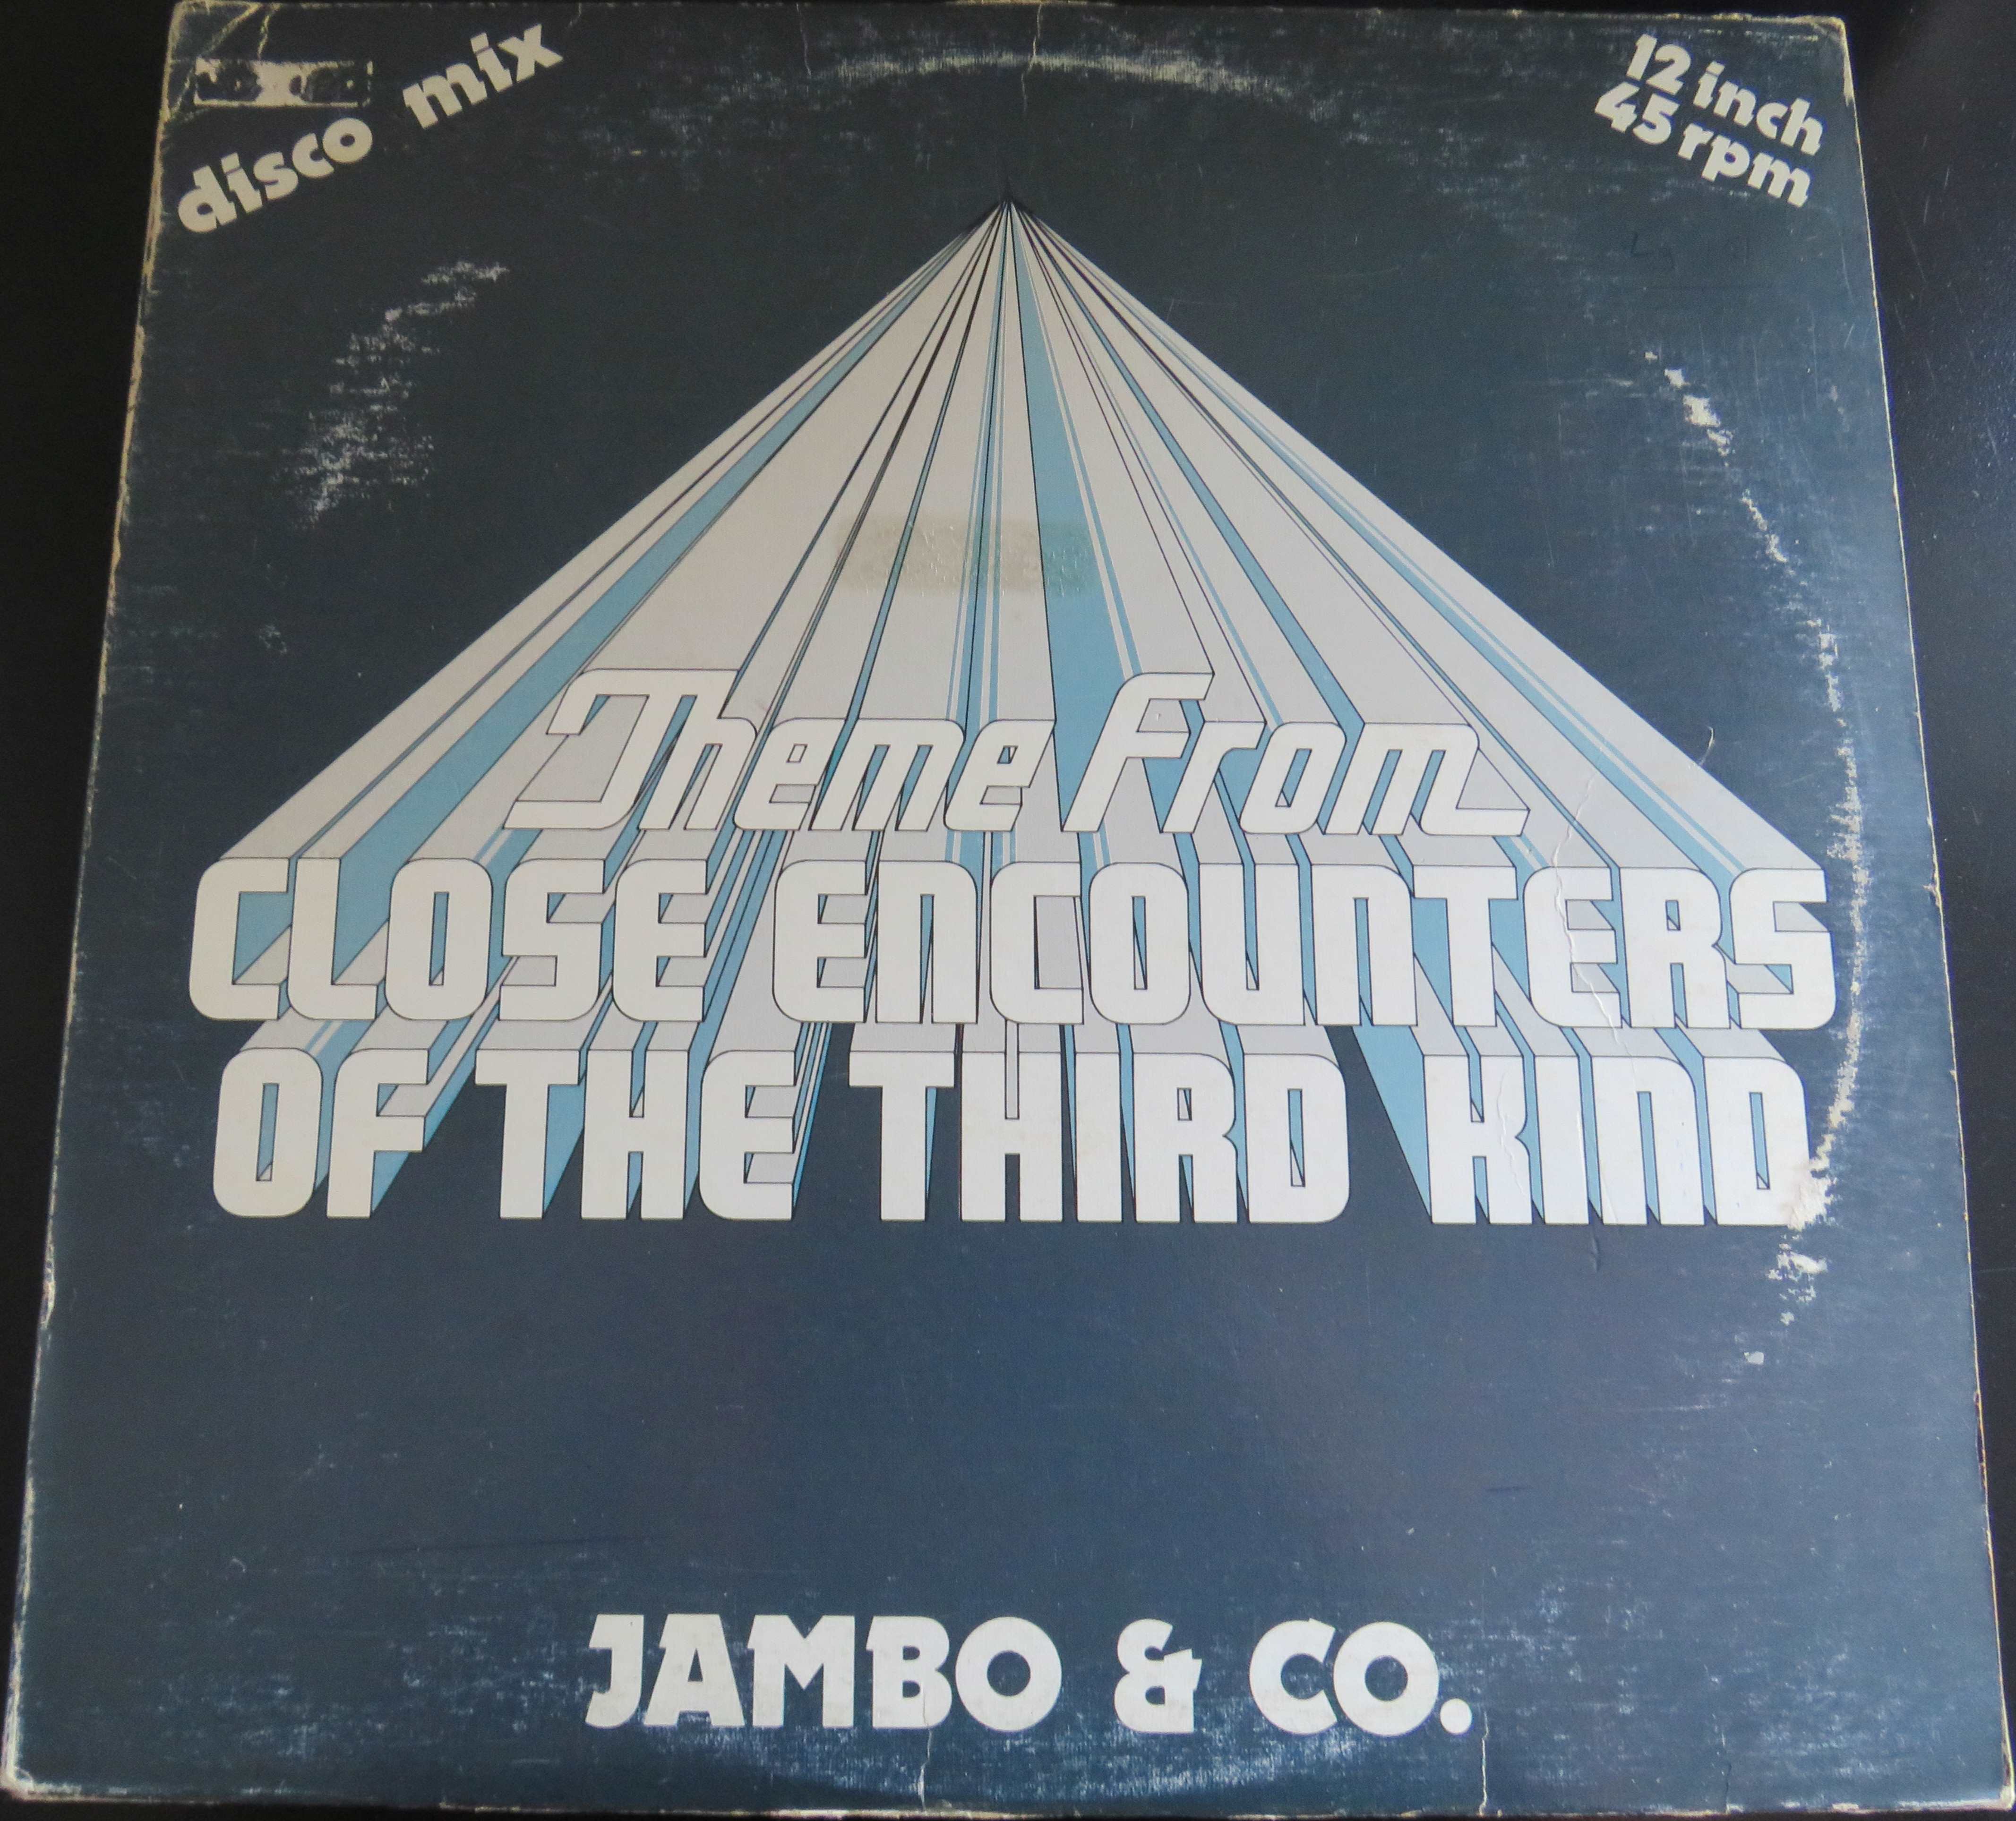 disco mix
12 inch
45 rpm
Theme From
CLOSE ENCOUNTERS
OF THE THIRD KIND
JAMBO & CO.